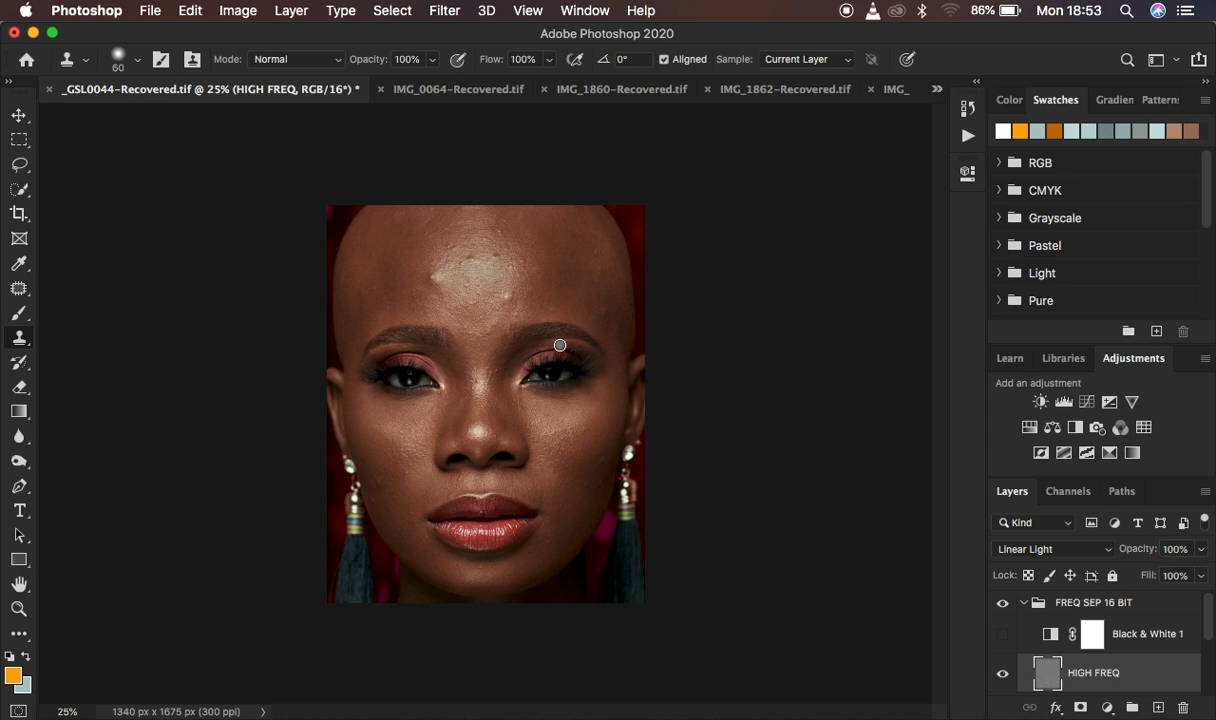 Photoshop File Edit Image Layer Type Select Filter 3D View Window Help 86% Mon 18:53
Adobe Photoshop 2020
60 Mode: Normal Opacity: 100% Flow: 100% 0° Aligned Sample: Current Layer
_GSL0044-Recovered.tif @ 25% (HIGH FREQ, RGB/16*) * IMG_0064-Recovered.tif IMG_1860-Recovered.tif IMG_1862-Recovered.tif IMG_
Color Swatches Gradien Pattern:
RGB
CMYK
Grayscale
Pastel
Light
Pure
Learn Libraries Adjustments
Add an adjustment
Layers Channels Paths
Kind
Linear Light Opacity: 100%
Lock: Fill: 100%
FREQ SEP 16 BIT
Black & White 1
HIGH FREQ
25% 1340 px x 1675 px (300 ppi)